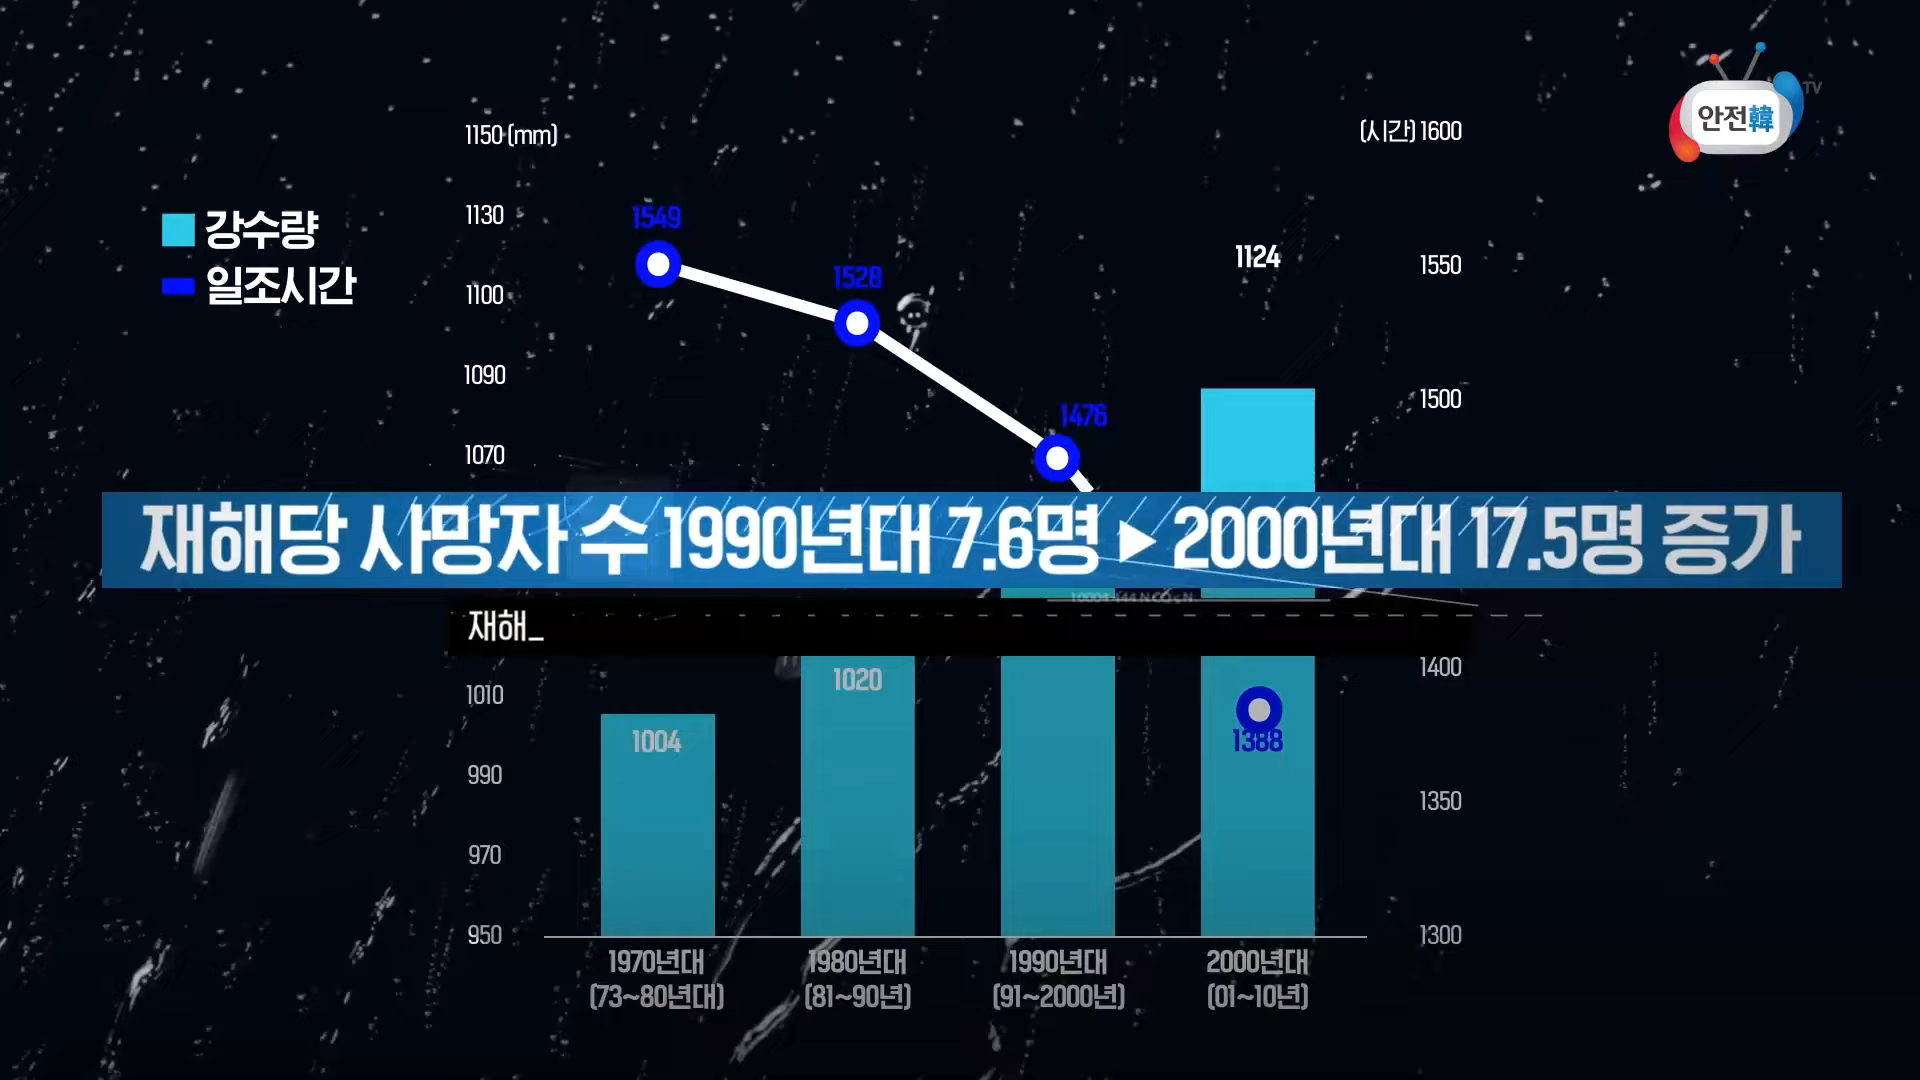 안전韓
TV
1150 (mm)
(시간) 1600
1130
1549
강수량
1124
1528
1550
일조시간
1100
1090
1500
1476
1070
재해당 사망자 수 1990년대 7.6명 ▶ 2000년대 17.5명 증가
재해_
1400
1020
1010
1004
1388
990
1350
970
950
1300
1970년대
(73~80년대)
1980년대
(81~90년)
1990년대
(91~2000년)
2000년대
(01~10년)